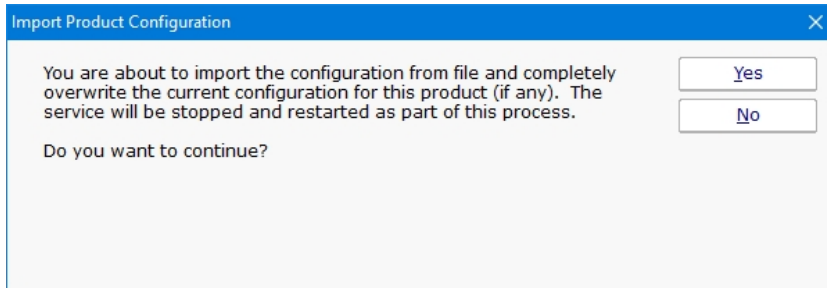 Import Product Configuration
You are about to import the configuration from file and completely
overwrite the current configuration for this product (if any).  The
service will be stopped and restarted as part of this process.
Do you want to continue?
Yes
No